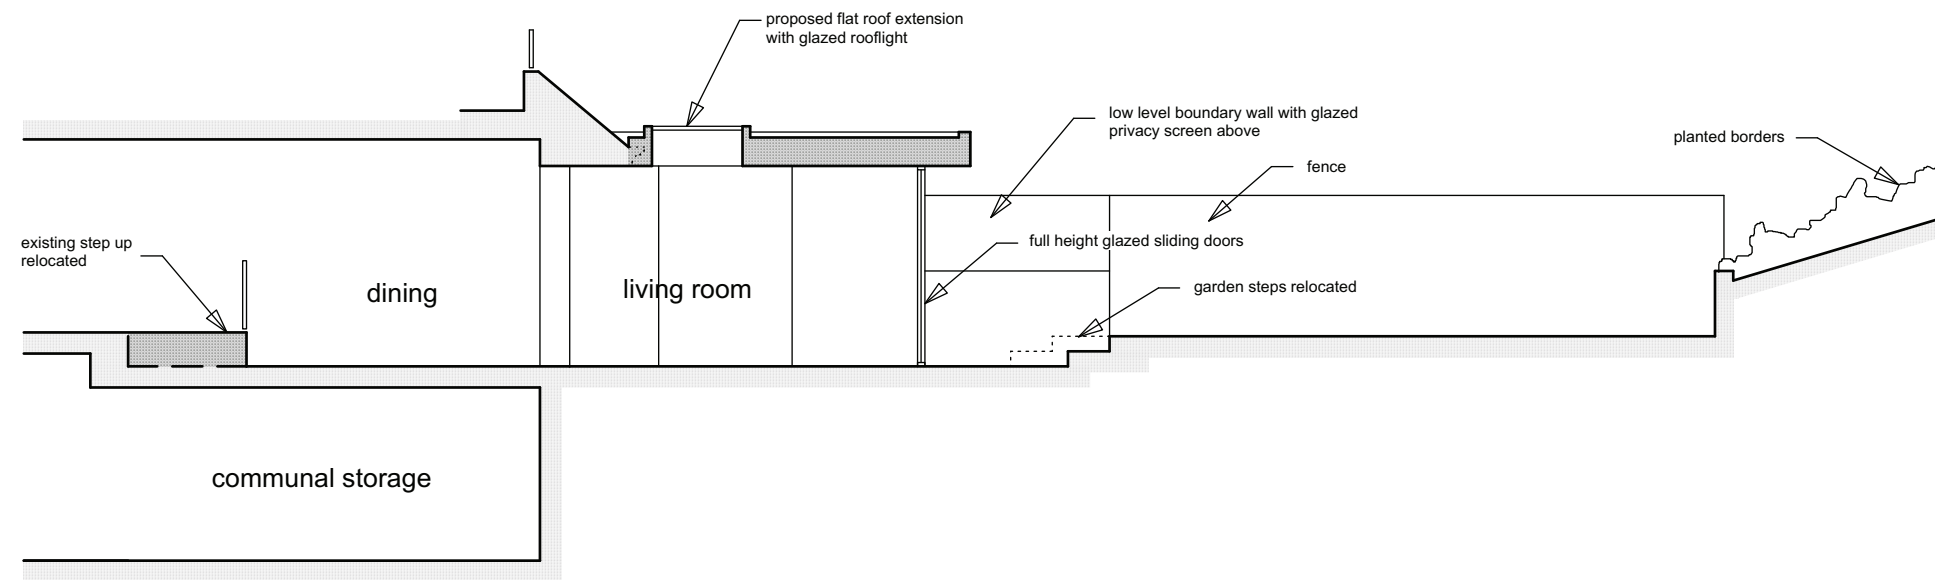 proposed flat roof extension
with glazed rooflight
low level boundary wall with glazed
privacy screen above
planted borders
fence
existing step up
relocated
full height glazed sliding doors
dining
living room
garden steps relocated
communal storage